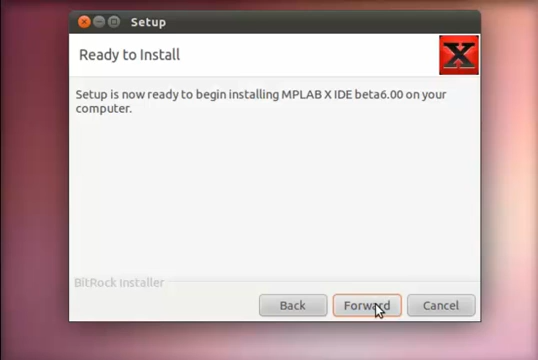 Setup
Ready to Install
X
Setup is now ready to begin installing MPLAB X IDE beta6.00 on your
computer.
BitRock Installer
Back Forward Cancel